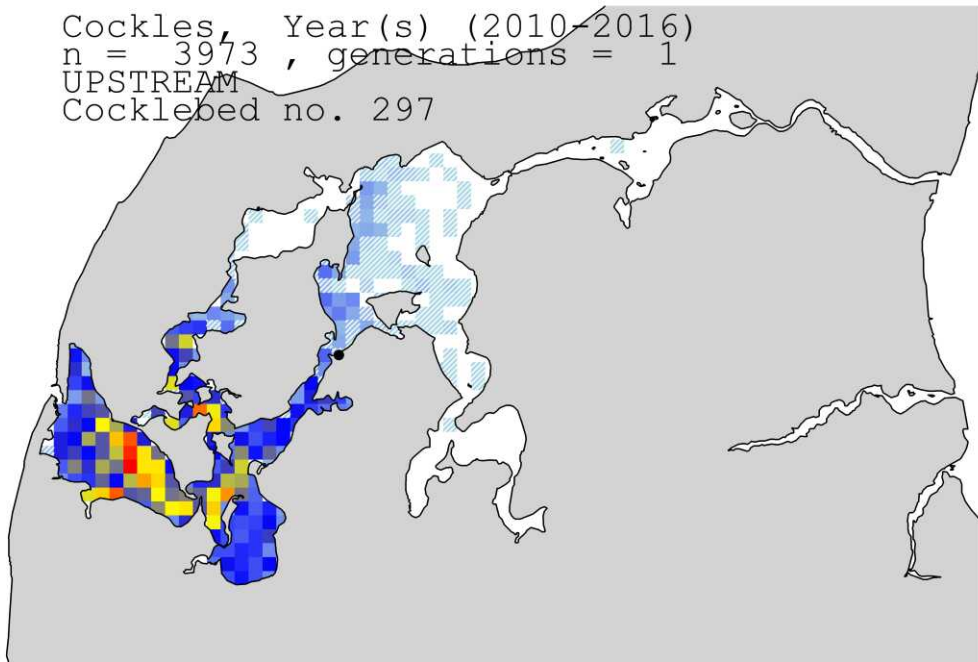 Cockles, Year(s) (2010-2016)
n = 3973 , generations = 1
UPSTREAM
Cocklebed no. 297